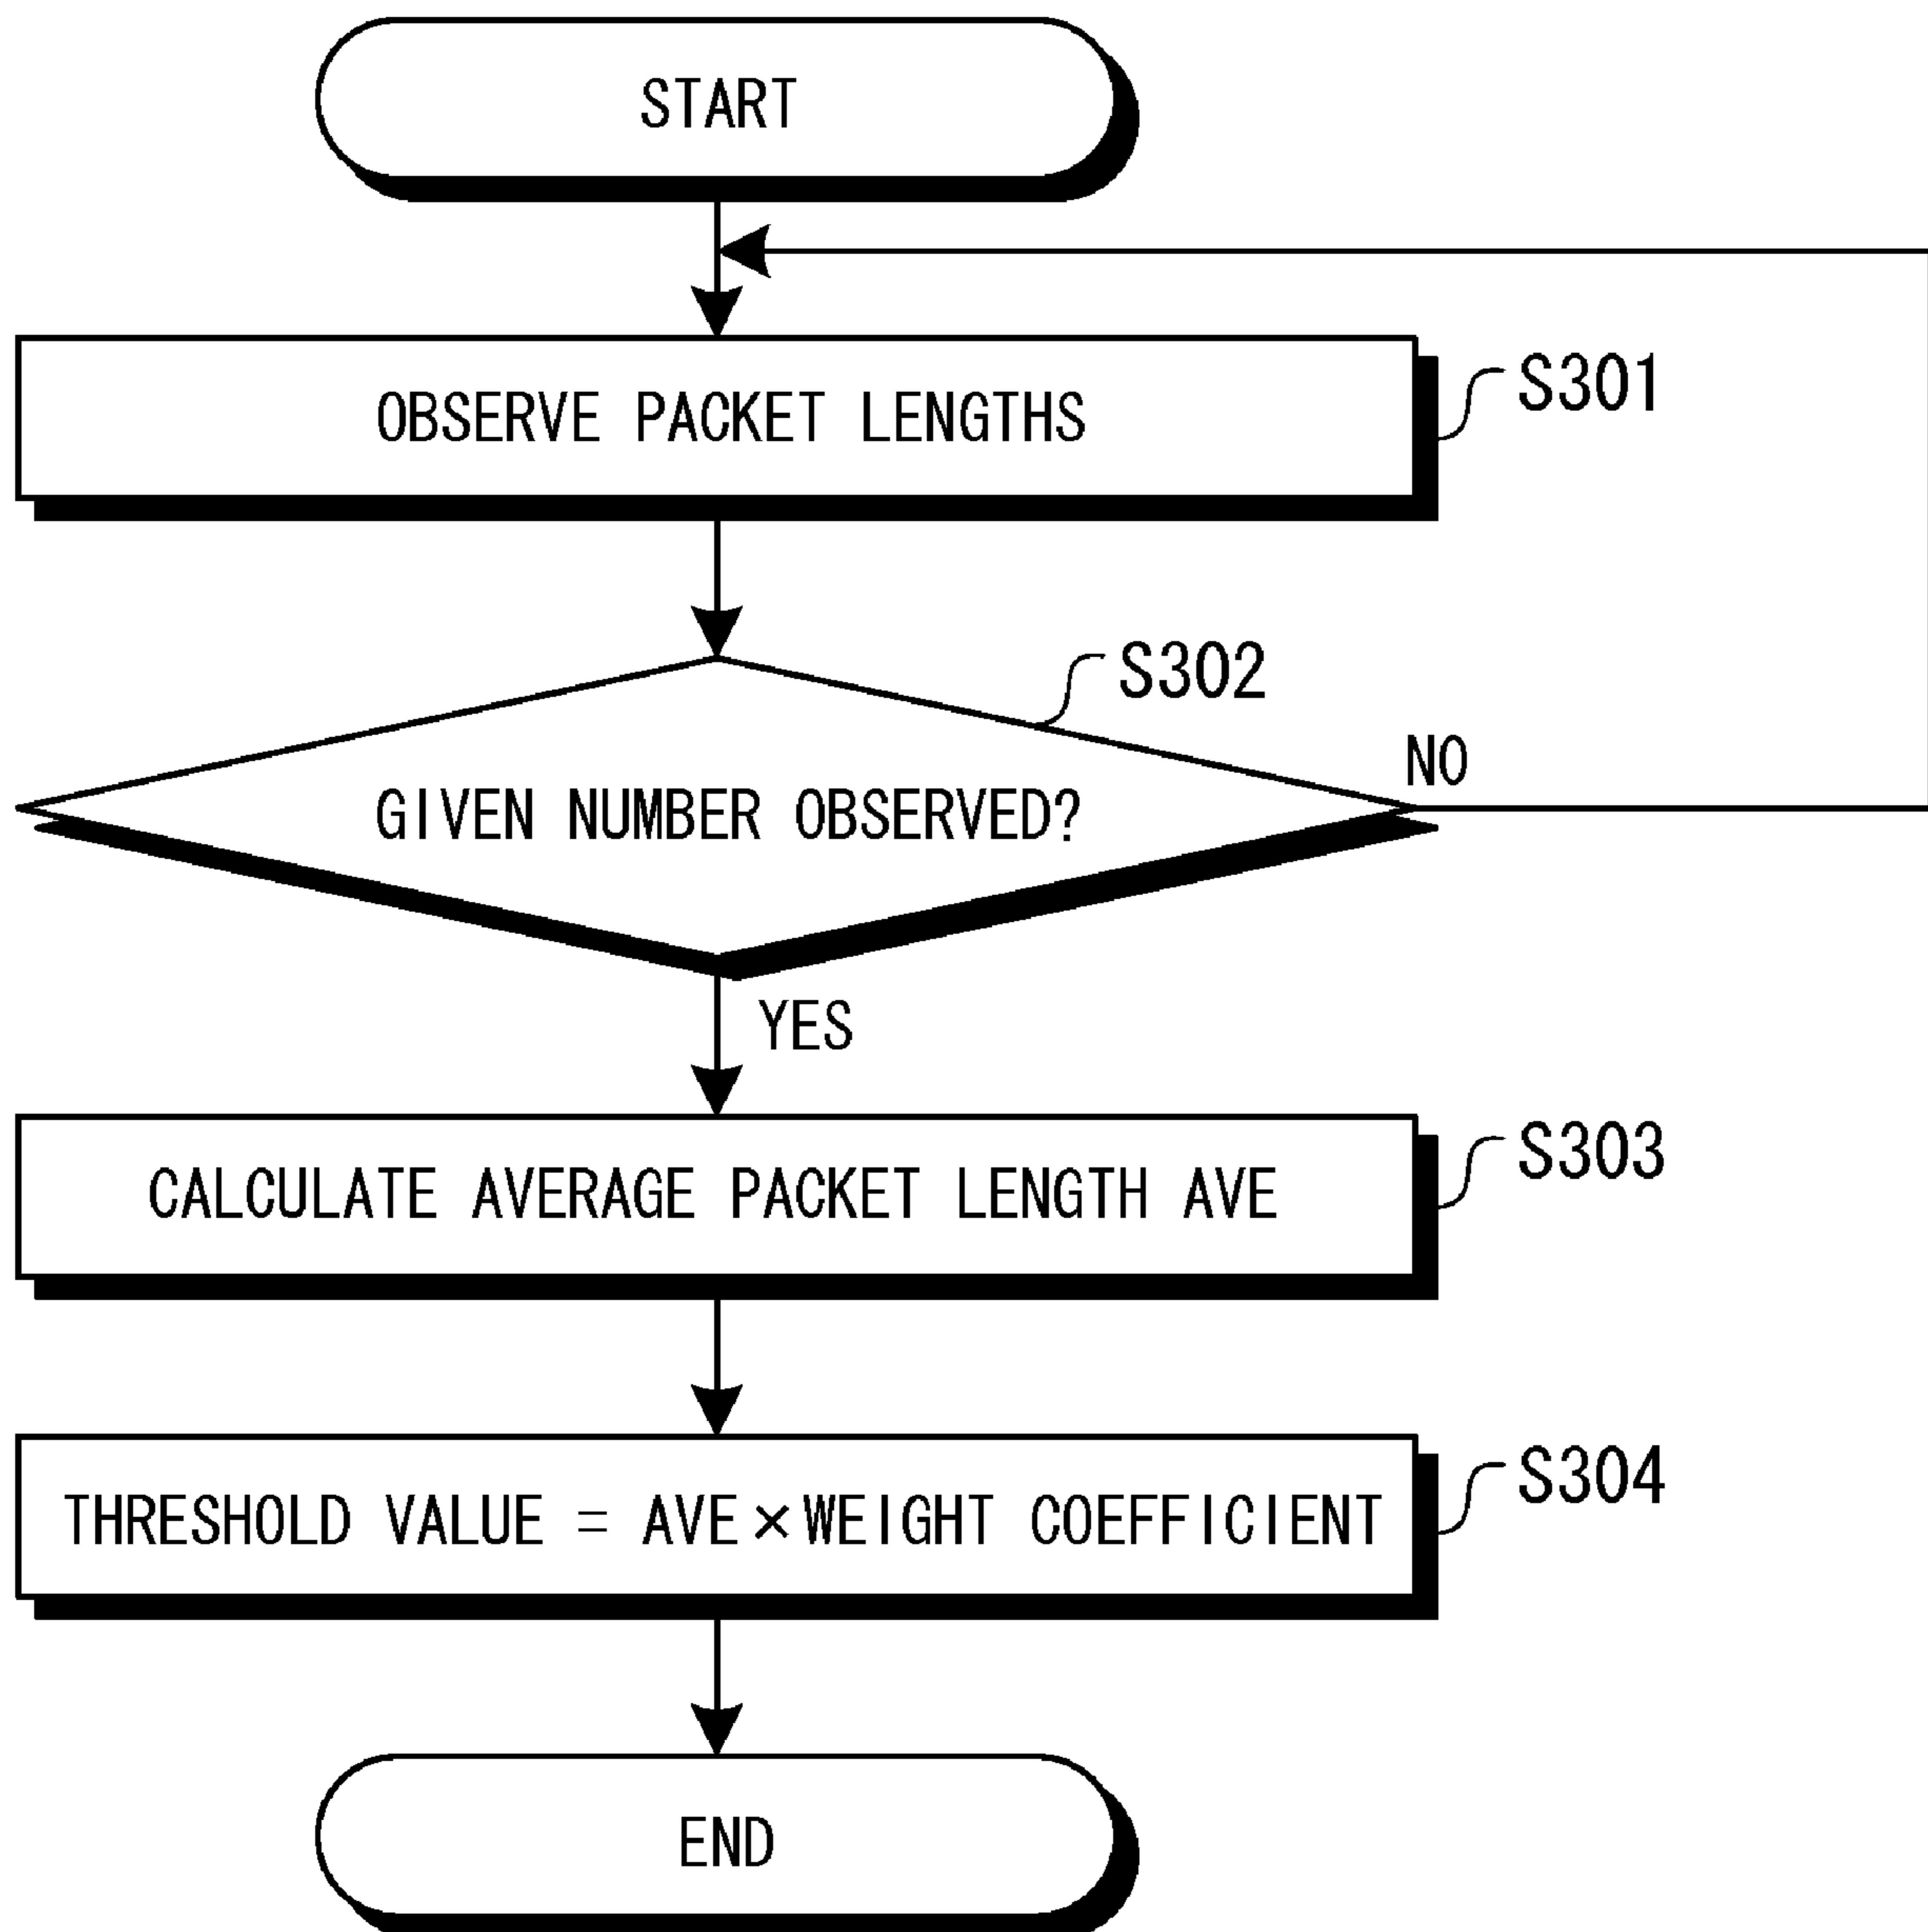 START
OBSERVE PACKET LENGTHS
S301
S302
GIVEN NUMBER OBSERVED?
NO
YES
CALCULATE AVERAGE PACKET LENGTH AVE
S303
THRESHOLD VALUE = AVE×WEIGHT COEFFICIENT
S304
END